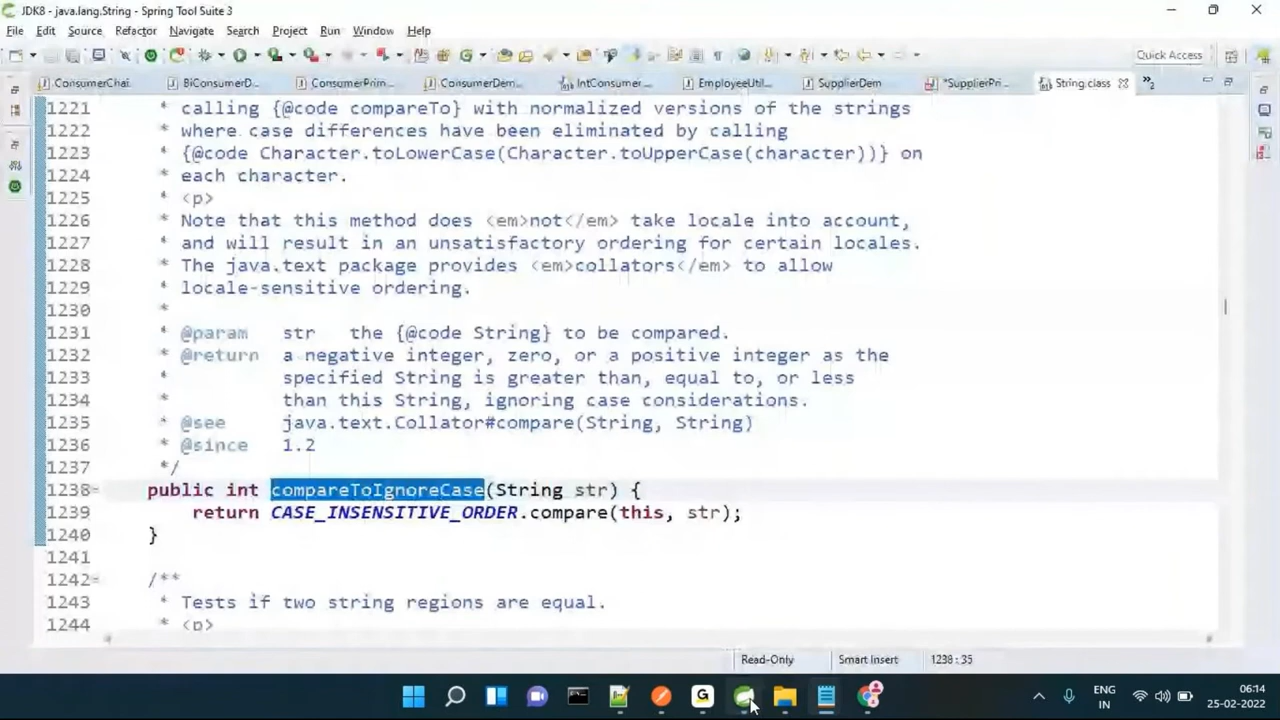 JDK8 - java.lang.String - Spring Tool Suite 3
File Edit Source Refactor Navigate Search Project Run Window Help
Quick Access
ConsumerChai... BiConsumerD... ConsumerPrim... ConsumerDem... IntConsumer... EmployeeUtil... SupplierDem *SupplierPri... String.class »2
1221 * calling {@code compareTo} with normalized versions of the strings
1222 * where case differences have been eliminated by calling
1223 * {@code Character.toLowerCase(Character.toUpperCase(character))} on
1224 * each character.
1225 * <p>
1226 * Note that this method does <em>not</em> take locale into account,
1227 * and will result in an unsatisfactory ordering for certain locales.
1228 * The java.text package provides <em>collators</em> to allow
1229 * locale-sensitive ordering.
1230 *
1231 * @param str the {@code String} to be compared.
1232 * @return a negative integer, zero, or a positive integer as the
1233 * specified String is greater than, equal to, or less
1234 * than this String, ignoring case considerations.
1235 * @see java.text.Collator#compare(String, String)
1236 * @since 1.2
1237 */
1238 public int compareToIgnoreCase(String str) {
1239 return CASE_INSENSITIVE_ORDER.compare(this, str);
1240 }
1241
1242 /**
1243 * Tests if two string regions are equal.
1244 * <p>
Read-Only Smart Insert 1238 : 35
ENG
IN
06:14
25-02-2022